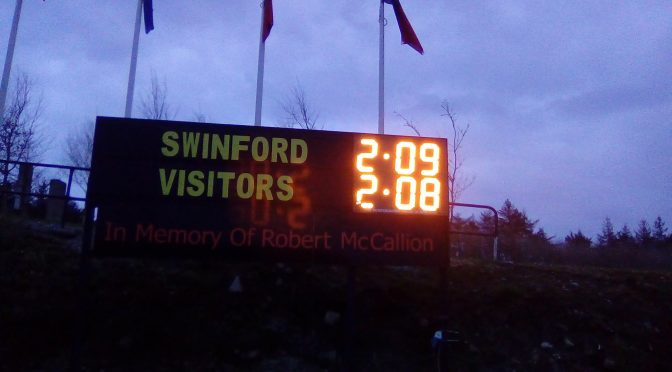 SWINFORD 2·09
VISITORS 2·08
In Memory Of Robert McCallion